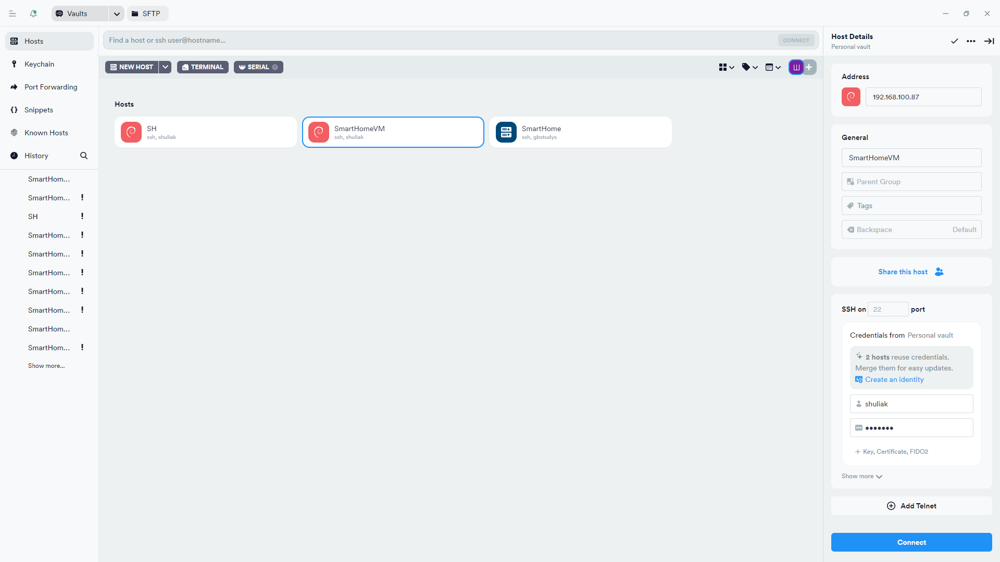 Vaults
SFTP
Hosts
Keychain
Port Forwarding
Snippets
Known Hosts
History
SmartHom...
SmartHom... !
SH !
SmartHom... !
SmartHom... !
SmartHom... !
SmartHom... !
SmartHom... !
SmartHom...
SmartHom... !
Show more...
Find a host or ssh user@hostname...
CONNECT
NEW HOST
TERMINAL
SERIAL
Ш
Hosts
SH
ssh, shuliak
SmartHomeVM
ssh, shuliak
SmartHome
ssh, gbstudys
Host Details
Personal vault
Address
192.168.100.87
General
SmartHomeVM
Parent Group
Tags
Backspace Default
Share this host
SSH on 22 port
Credentials from Personal vault
2 hosts reuse credentials.
Merge them for easy updates.
Create an identity
shuliak
•••••••
+ Key, Certificate, FIDO2
Show more
Add Telnet
Connect